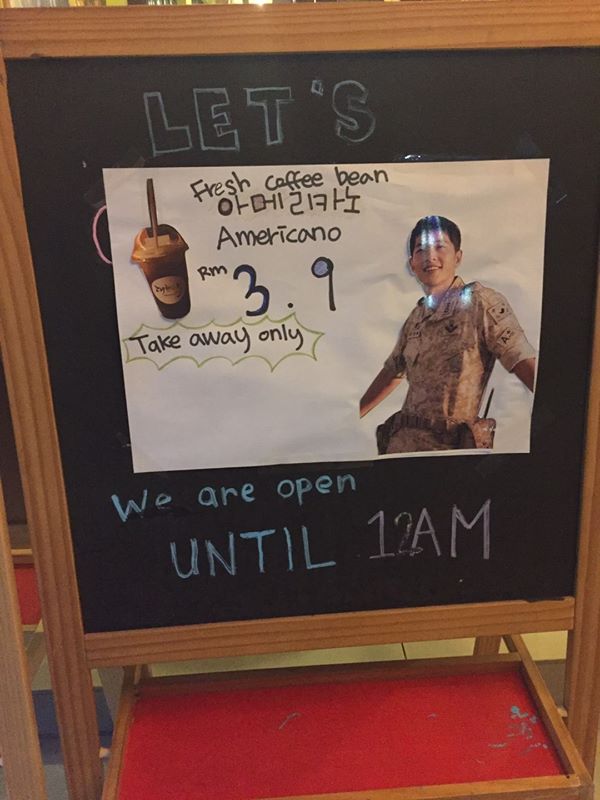 LET'S
Fresh coffee bean
아메리카노
Americano
RM 3.9
Take away only
We are open
UNTIL 12AM